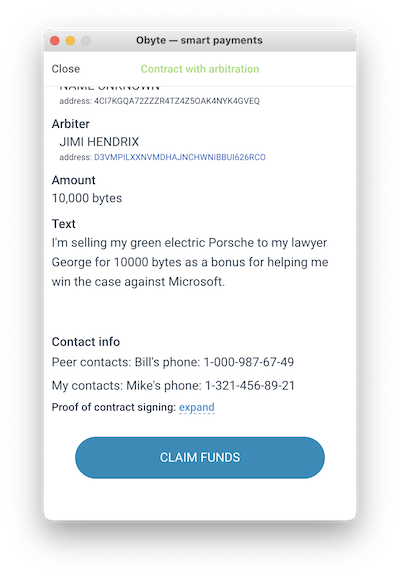 Obyte — smart payments
Close
Contract with arbitration
NAME UNKNOWN
address: 4CI7KGQA72ZZZR4TZ4Z5OAK4NYK4GVEQ
Arbiter
JIMI HENDRIX
address: D3VMPILXXNVMDHAJNCHWNIBBUI626RCO
Amount
10,000 bytes
Text
I'm selling my green electric Porsche to my lawyer
George for 10000 bytes as a bonus for helping me
win the case against Microsoft.
Contact info
Peer contacts: Bill's phone: 1-000-987-67-49
My contacts: Mike's phone: 1-321-456-89-21
Proof of contract signing: expand
CLAIM FUNDS